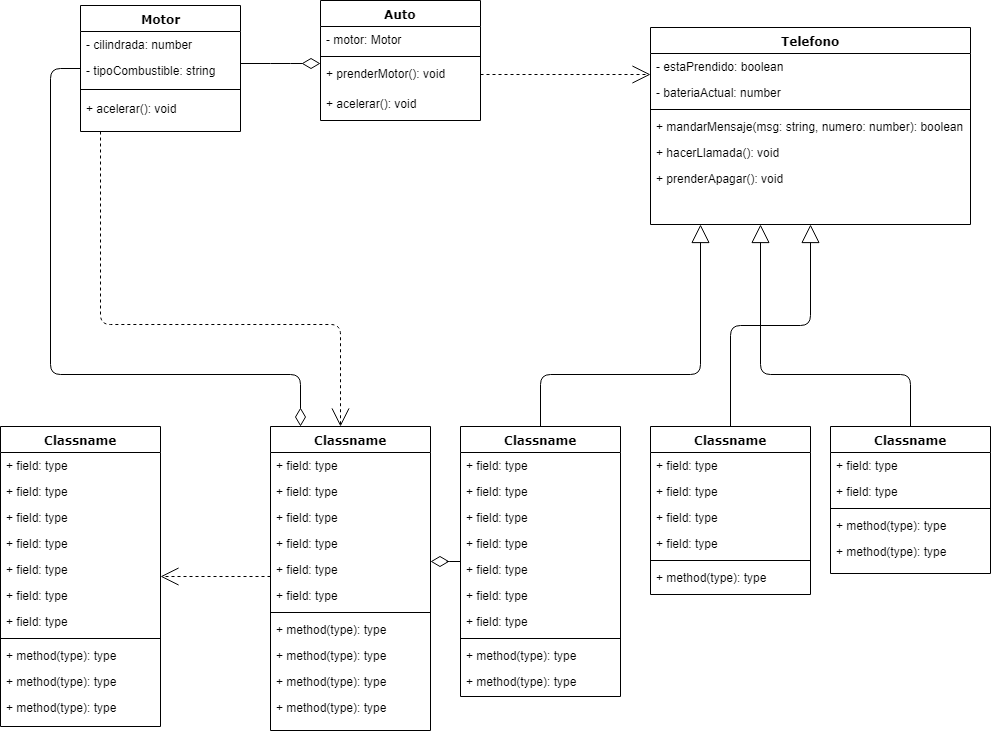 Motor
- cilindrada: number
- tipoCombustible: string
+ acelerar(): void
Auto
- motor: Motor
+ prenderMotor(): void
+ acelerar(): void
Telefono
- estaPrendido: boolean
- bateriaActual: number
+ mandarMensaje(msg: string, numero: number): boolean
+ hacerLlamada(): void
+ prenderApagar(): void
Classname
+ field: type
+ field: type
+ field: type
+ field: type
+ field: type
+ field: type
+ field: type
+ method(type): type
+ method(type): type
+ method(type): type
Classname
+ field: type
+ field: type
+ field: type
+ field: type
+ field: type
+ field: type
+ method(type): type
+ method(type): type
+ method(type): type
+ method(type): type
Classname
+ field: type
+ field: type
+ field: type
+ field: type
+ field: type
+ field: type
+ field: type
+ method(type): type
+ method(type): type
Classname
+ field: type
+ field: type
+ field: type
+ field: type
+ method(type): type
Classname
+ field: type
+ field: type
+ method(type): type
+ method(type): type